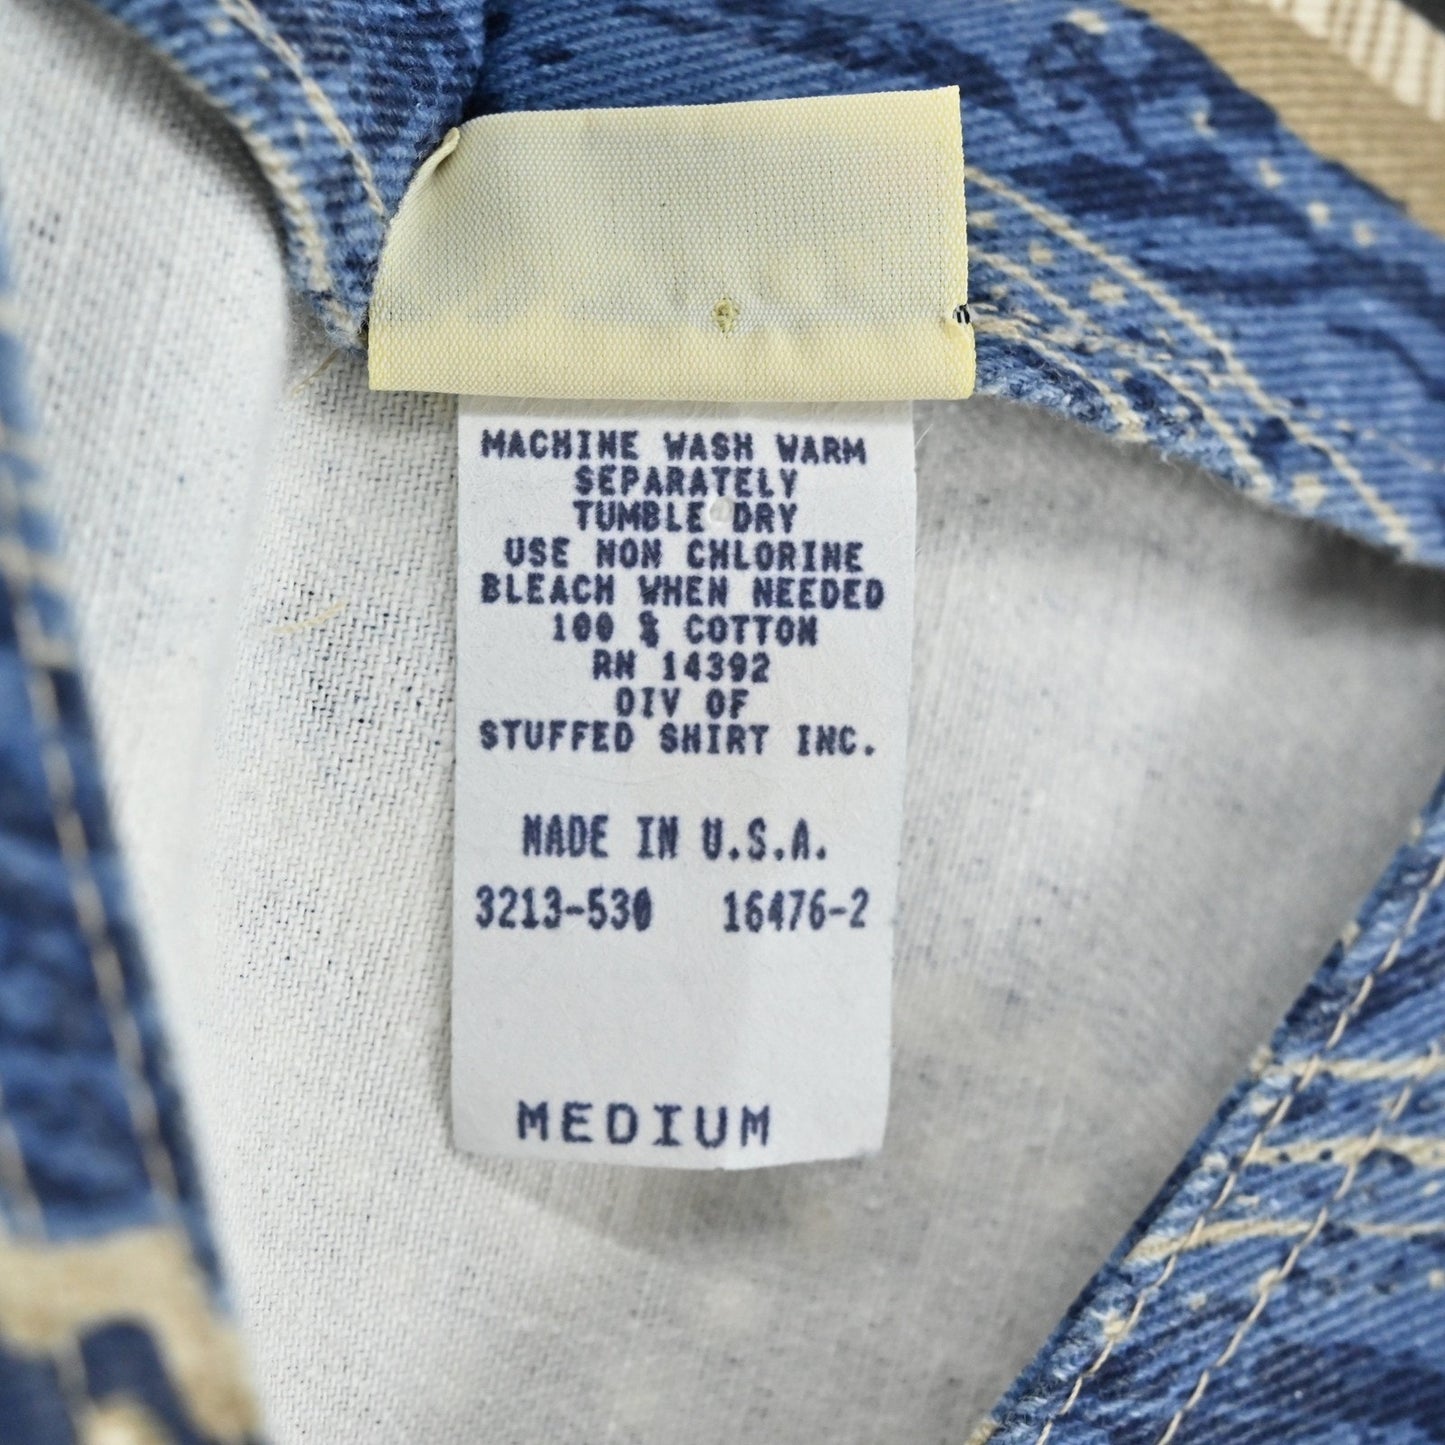 MACHINE WASH WARM
SEPARATELY
TUMBLE DRY
USE NON CHLORINE
BLEACH WHEN NEEDED
100 % COTTON
RN 14392
DIV OF
STUFFED SHIRT INC.
MADE IN U.S.A.
3213-530 16476-2
MEDIUM